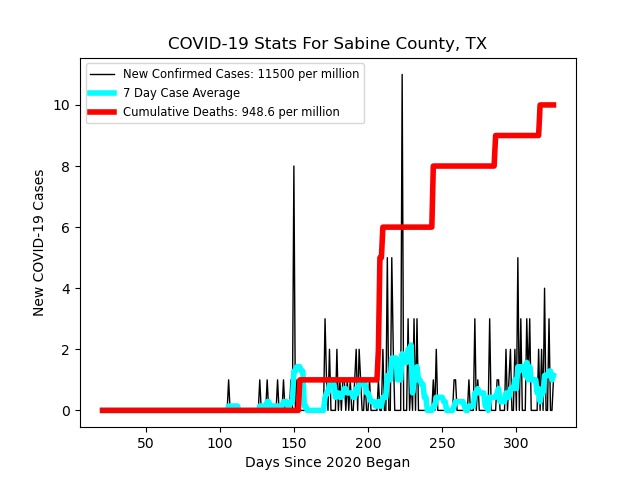 COVID-19 Stats For Sabine County, TX
New Confirmed Cases: 11500 per million
7 Day Case Average
Cumulative Deaths: 948.6 per million
New COVID-19 Cases
10
8
6
4
2
0
50 100 150 200 250 300
Days Since 2020 Began